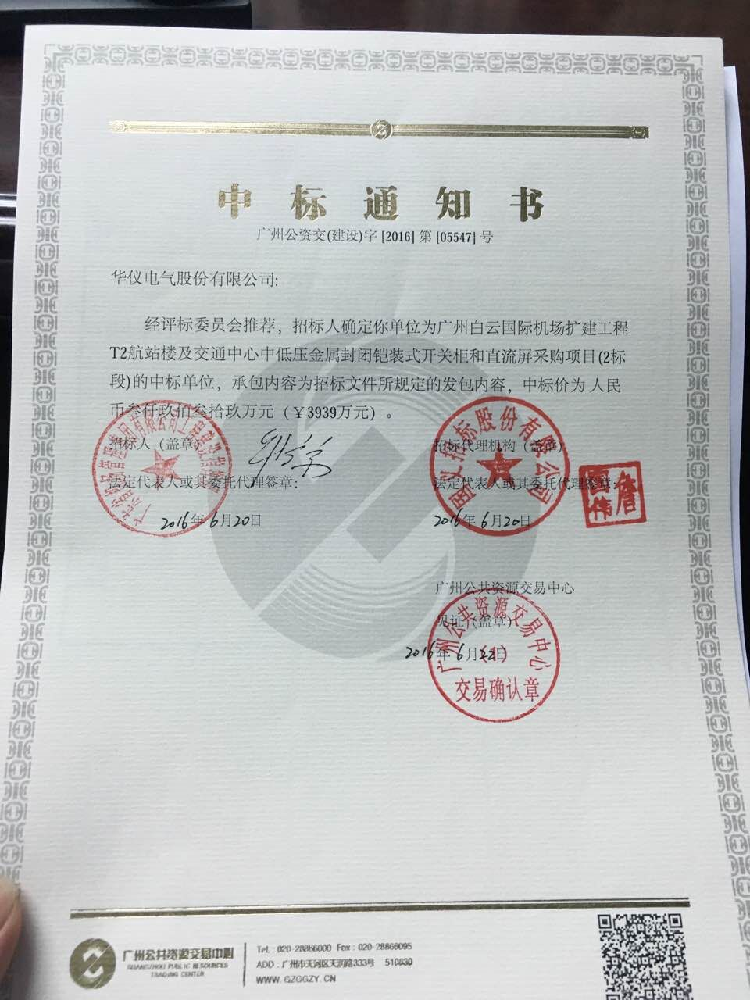 中标通知书
广州公资交(建设)字 [2016] 第 [05547] 号
华仪电气股份有限公司:
经评标委员会推荐，招标人确定你单位为广州白云国际机场扩建工程
T2航站楼及交通中心中低压金属封闭铠装式开关柜和直流屏采购项目(2标
段)的中标单位，承包内容为招标文件所规定的发包内容，中标价为 人民
币叁仟玖佰叁拾玖万元（￥3939万元）。
招标人（盖章）
招标代理机构（盖章）
法定代表人或其委托代理签章:
法定代表人或其委托代理签章:
2016年 6月20日
2016年 6月20日
国义招标股份有限公司
广州公共资源交易中心
见证（盖章）
2016年 6月22日
广州公共资源交易中心
(1)
交易确认章
广州公共资源交易中心
GUANGZHOU PUBLIC RESOURCES
TRADING CENTER
Tel: 020-28866000 Fax: 020-28866095
ADD: 广州市天河区天润路333号 510630
WWW.GZGGZY.CN